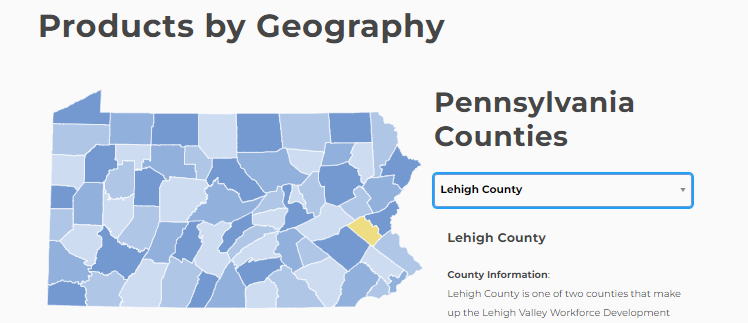 Products by Geography
Pennsylvania
Counties
Lehigh County
Lehigh County
County Information:
Lehigh County is one of two counties that make
up the Lehigh Valley Workforce Development